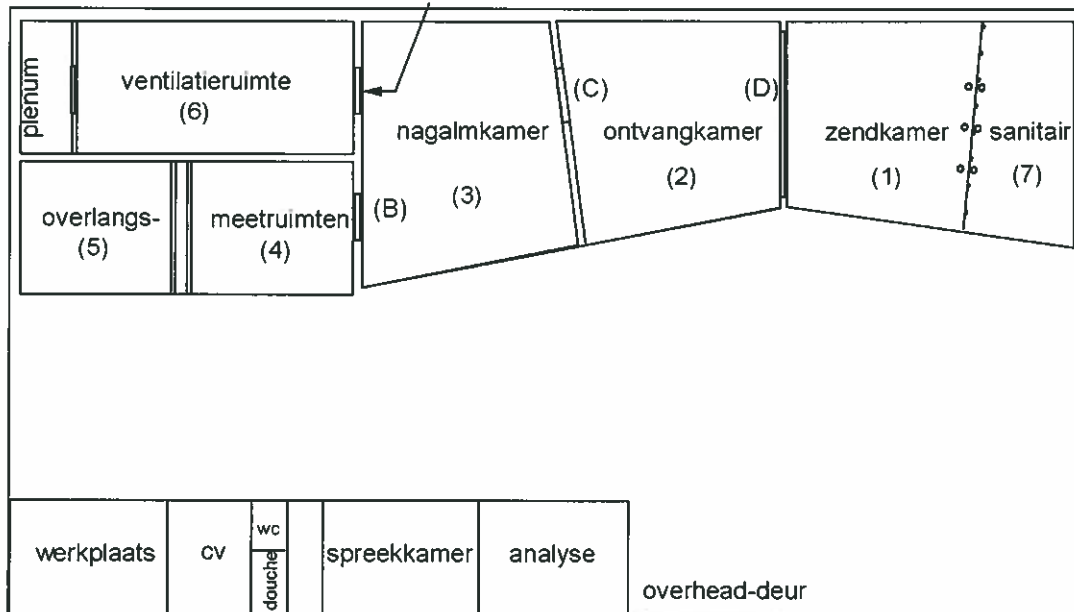 plenum
ventilatieruimte
(6)
nagalmkamer
(3)
(C)
ontvangkamer
(2)
(D)
zendkamer
(1)
sanitair
(7)
overlangs-
(5)
meetruimten
(4)
(B)
werkplaats
cv
wc
douche
spreekkamer
analyse
overhead-deur